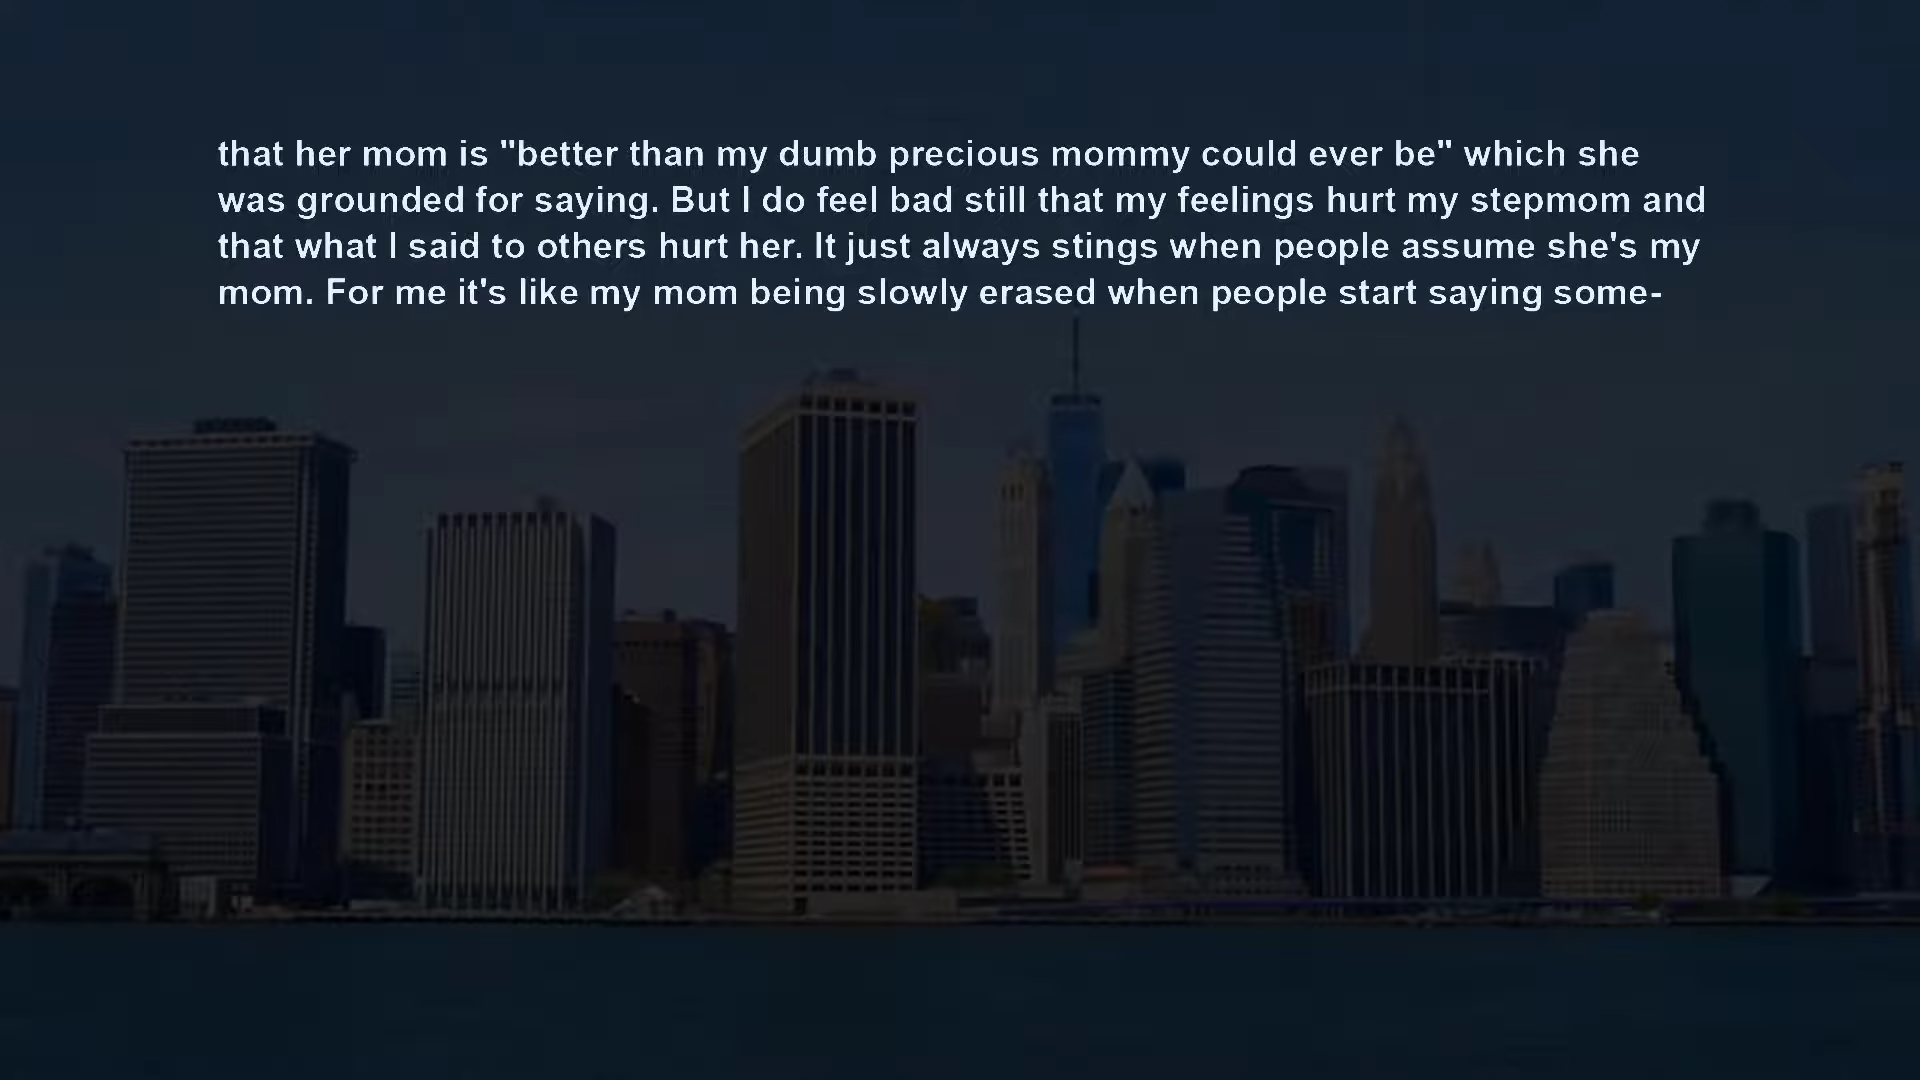 that her mom is "better than my dumb precious mommy could ever be" which she
was grounded for saying. But I do feel bad still that my feelings hurt my stepmom and
that what I said to others hurt her. It just always stings when people assume she's my
mom. For me it's like my mom being slowly erased when people start saying some-